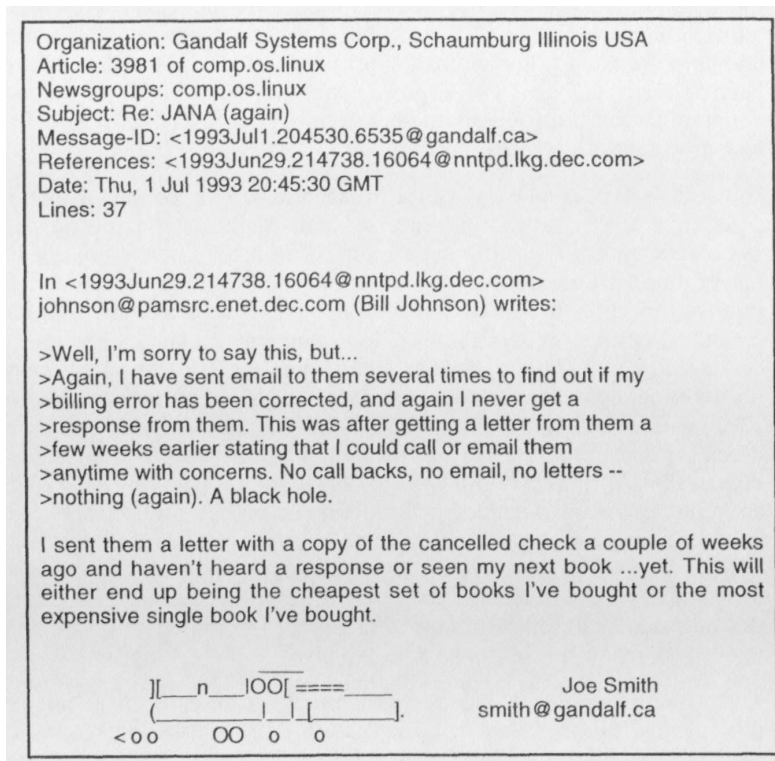 Organization: Gandalf Systems Corp., Schaumburg Illinois USA
Article: 3981 of comp.os.linux
Newsgroups: comp.os.linux
Subject: Re: JANA (again)
Message-ID: <1993Jul1.204530.6535@gandalf.ca>
References: <1993Jun29.214738.16064@nntpd.lkg.dec.com>
Date: Thu, 1 Jul 1993 20:45:30 GMT
Lines: 37
In <1993Jun29.214738.16064@nntpd.lkg.dec.com>
johnson@pamsrc.enet.dec.com (Bill Johnson) writes:
>Well, I'm sorry to say this, but...
>Again, I have sent email to them several times to find out if my
>billing error has been corrected, and again I never get a
>response from them. This was after getting a letter from them a
>few weeks earlier stating that I could call or email them
>anytime with concerns. No call backs, no email, no letters --
>nothing (again). A black hole.
I sent them a letter with a copy of the cancelled check a couple of weeks
ago and haven't heard a response or seen my next book ...yet. This will
either end up being the cheapest set of books I've bought or the most
expensive single book I've bought.
][___n___IOO[ ====____ Joe Smith
(_________|__|_[________]. smith@gandalf.ca
<oo OO o o